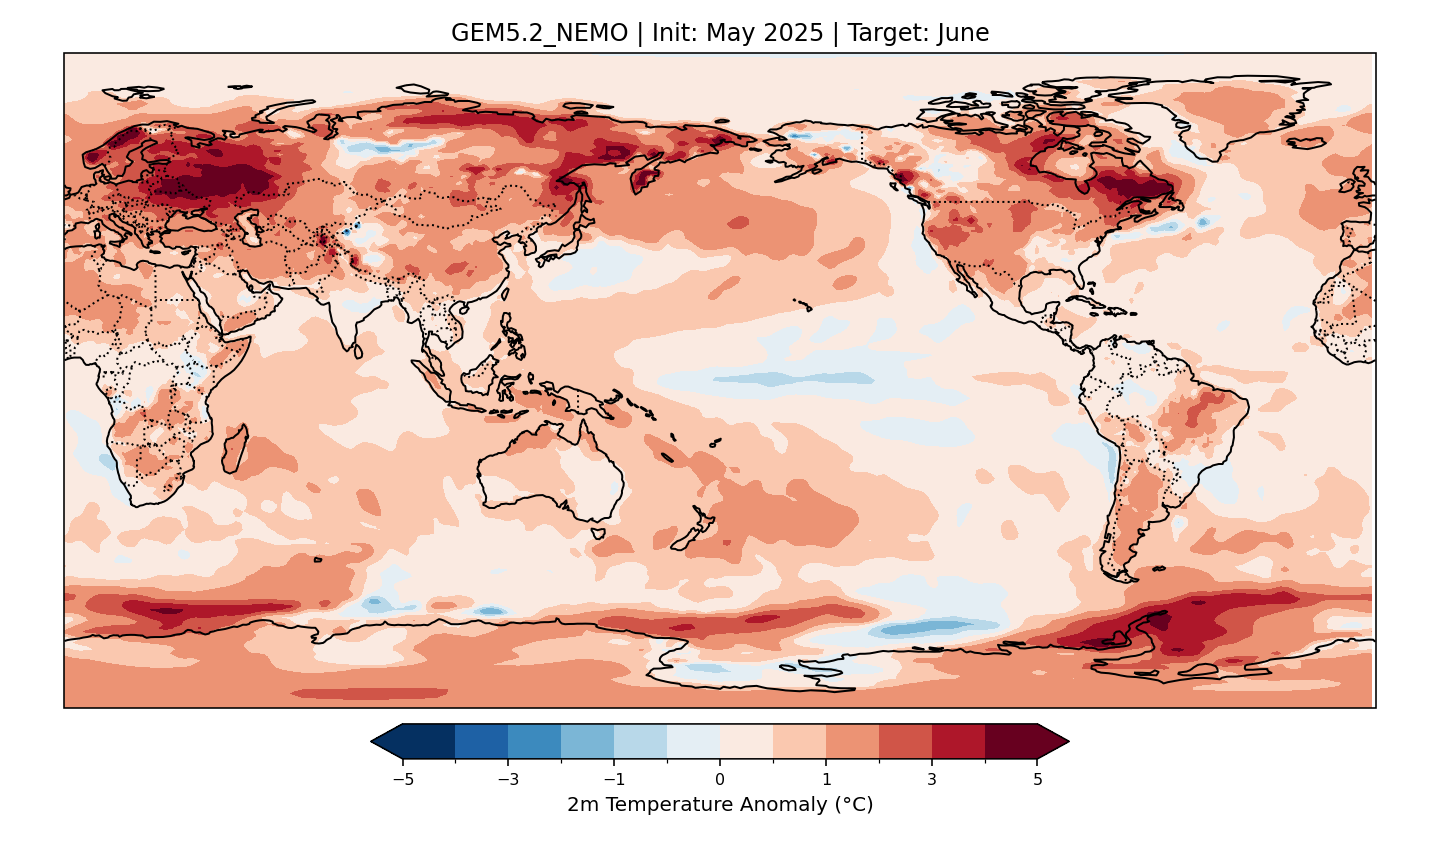 GEM5.2_NEMO | Init: May 2025 | Target: June
−5 −3 −1 0 1 3 5
2m Temperature Anomaly (°C)